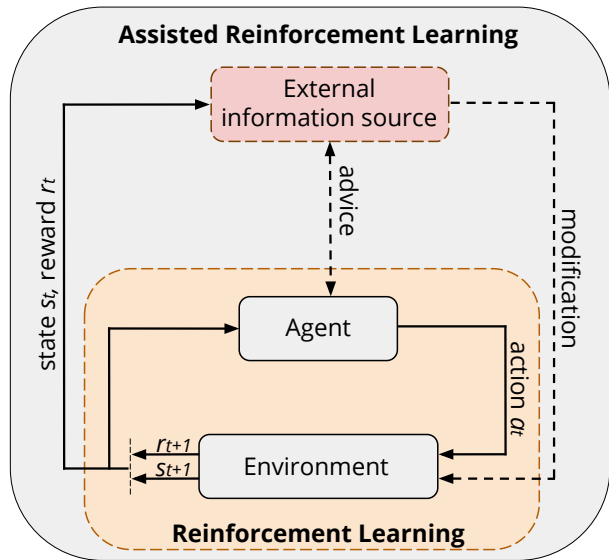 Assisted Reinforcement Learning
External
information source
state st, reward rt
advice
modification
Agent
action at
rt+1
st+1
Environment
Reinforcement Learning